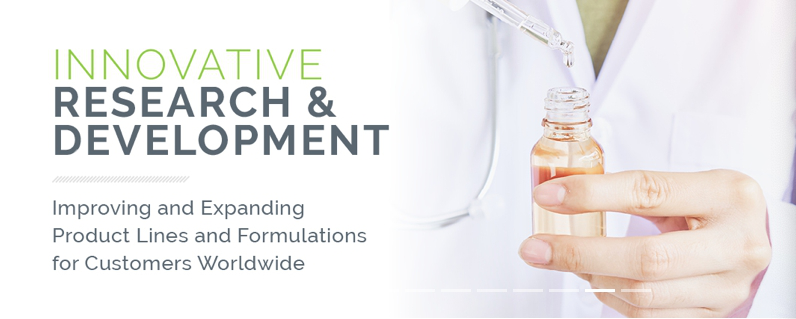 INNOVATIVE
RESEARCH &
DEVELOPMENT
Improving and Expanding
Product Lines and Formulations
for Customers Worldwide